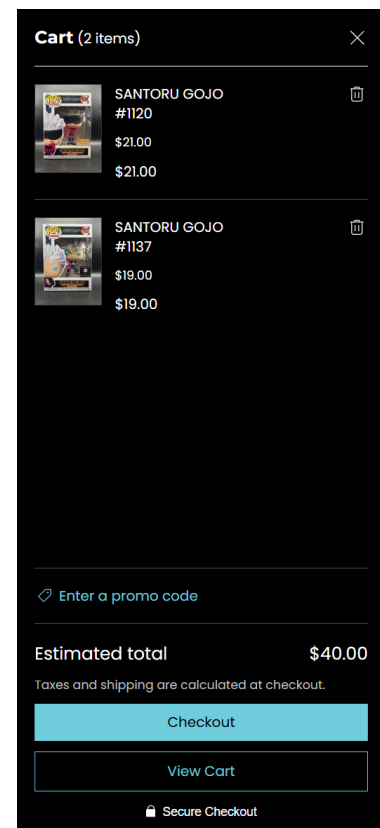 Cart (2 items)
SANTORU GOJO
#1120
$21.00
$21.00
SANTORU GOJO
#1137
$19.00
$19.00
Enter a promo code
Estimated total $40.00
Taxes and shipping are calculated at checkout.
Checkout
View Cart
Secure Checkout